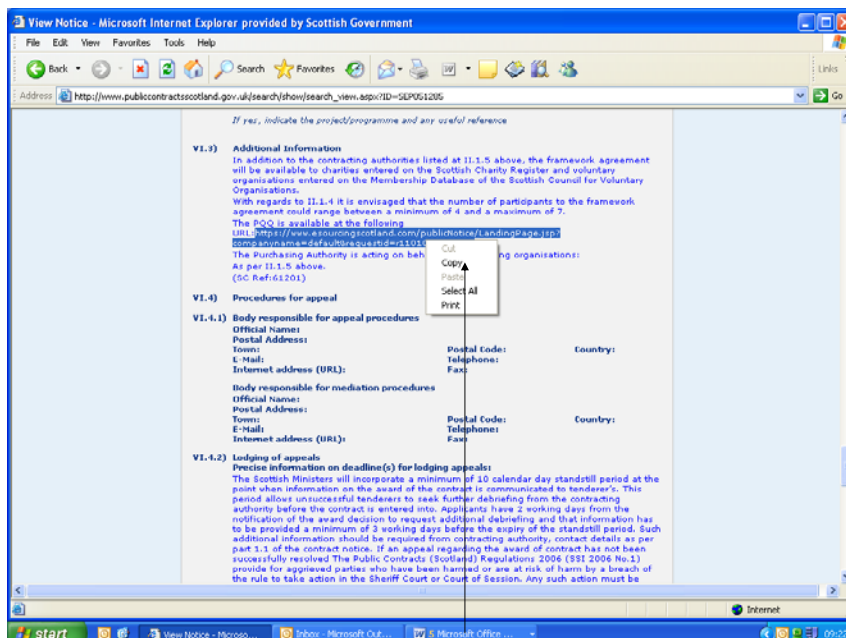 View Notice - Microsoft Internet Explorer provided by Scottish Government
File Edit View Favorites Tools Help
Back Search Favorites
Links
Address http://www.publiccontractsscotland.gov.uk/search/show/search_view.aspx?ID=SEP051205 Go
If yes, indicate the project/programme and any useful reference
VI.3) Additional Information
In addition to the contracting authorities listed at II.1.5 above, the framework agreement
will be available to charities entered on the Scottish Charity Register and voluntary
organisations entered on the Membership Database of the Scottish Council for Voluntary
Organisations.
With regards to II.1.4 it is envisaged that the number of participants to the framework
agreement could range between a minimum of 4 and a maximum of 7.
The PQQ is available at the following
URL:https://www.esourcingscotland.com/publicNotice/LandingPage.jsp?
companyname=default&requestid=r1101
The Purchasing Authority is acting on beh ng organisations:
As per II.1.5 above.
(SC Ref:61201)
Cut
Copy
Paste
Select All
Print
VI.4) Procedures for appeal
VI.4.1) Body responsible for appeal procedures
Official Name:
Postal Address:
Town: Postal Code: Country:
E-Mail: Telephone:
Internet address (URL): Fax:
Body responsible for mediation procedures
Official Name:
Postal Address:
Town: Postal Code: Country:
E-Mail: Telephone:
Internet address (URL): Fax:
VI.4.2) Lodging of appeals
Precise information on deadline(s) for lodging appeals:
The Scottish Ministers will incorporate a minimum of 10 calendar day standstill period at the
point when information on the award of the contract is communicated to tenderer's. This
period allows unsuccessful tenderers to seek further debriefing from the contracting
authority before the contract is entered into. Applicants have 2 working days from the
notification of the award decision to request additional debriefing and that information has
to be provided a minimum of 3 working days before the expiry of the standstill period. Such
additional information should be required from contracting authority, contact details as per
part 1.1 of the contract notice. If an appeal regarding the award of contract has not been
successfully resolved The Public Contracts (Scotland) Regulations 2006 (SSI 2006 No.1)
provide for aggrieved parties who have been harmed or are at risk of harm by a breach of
the rule to take action in the Sheriff Court or Court of Session. Any such action must be
Internet
start View Notice - Microso... Inbox - Microsoft Out... 5 Microsoft Office ... 09:22